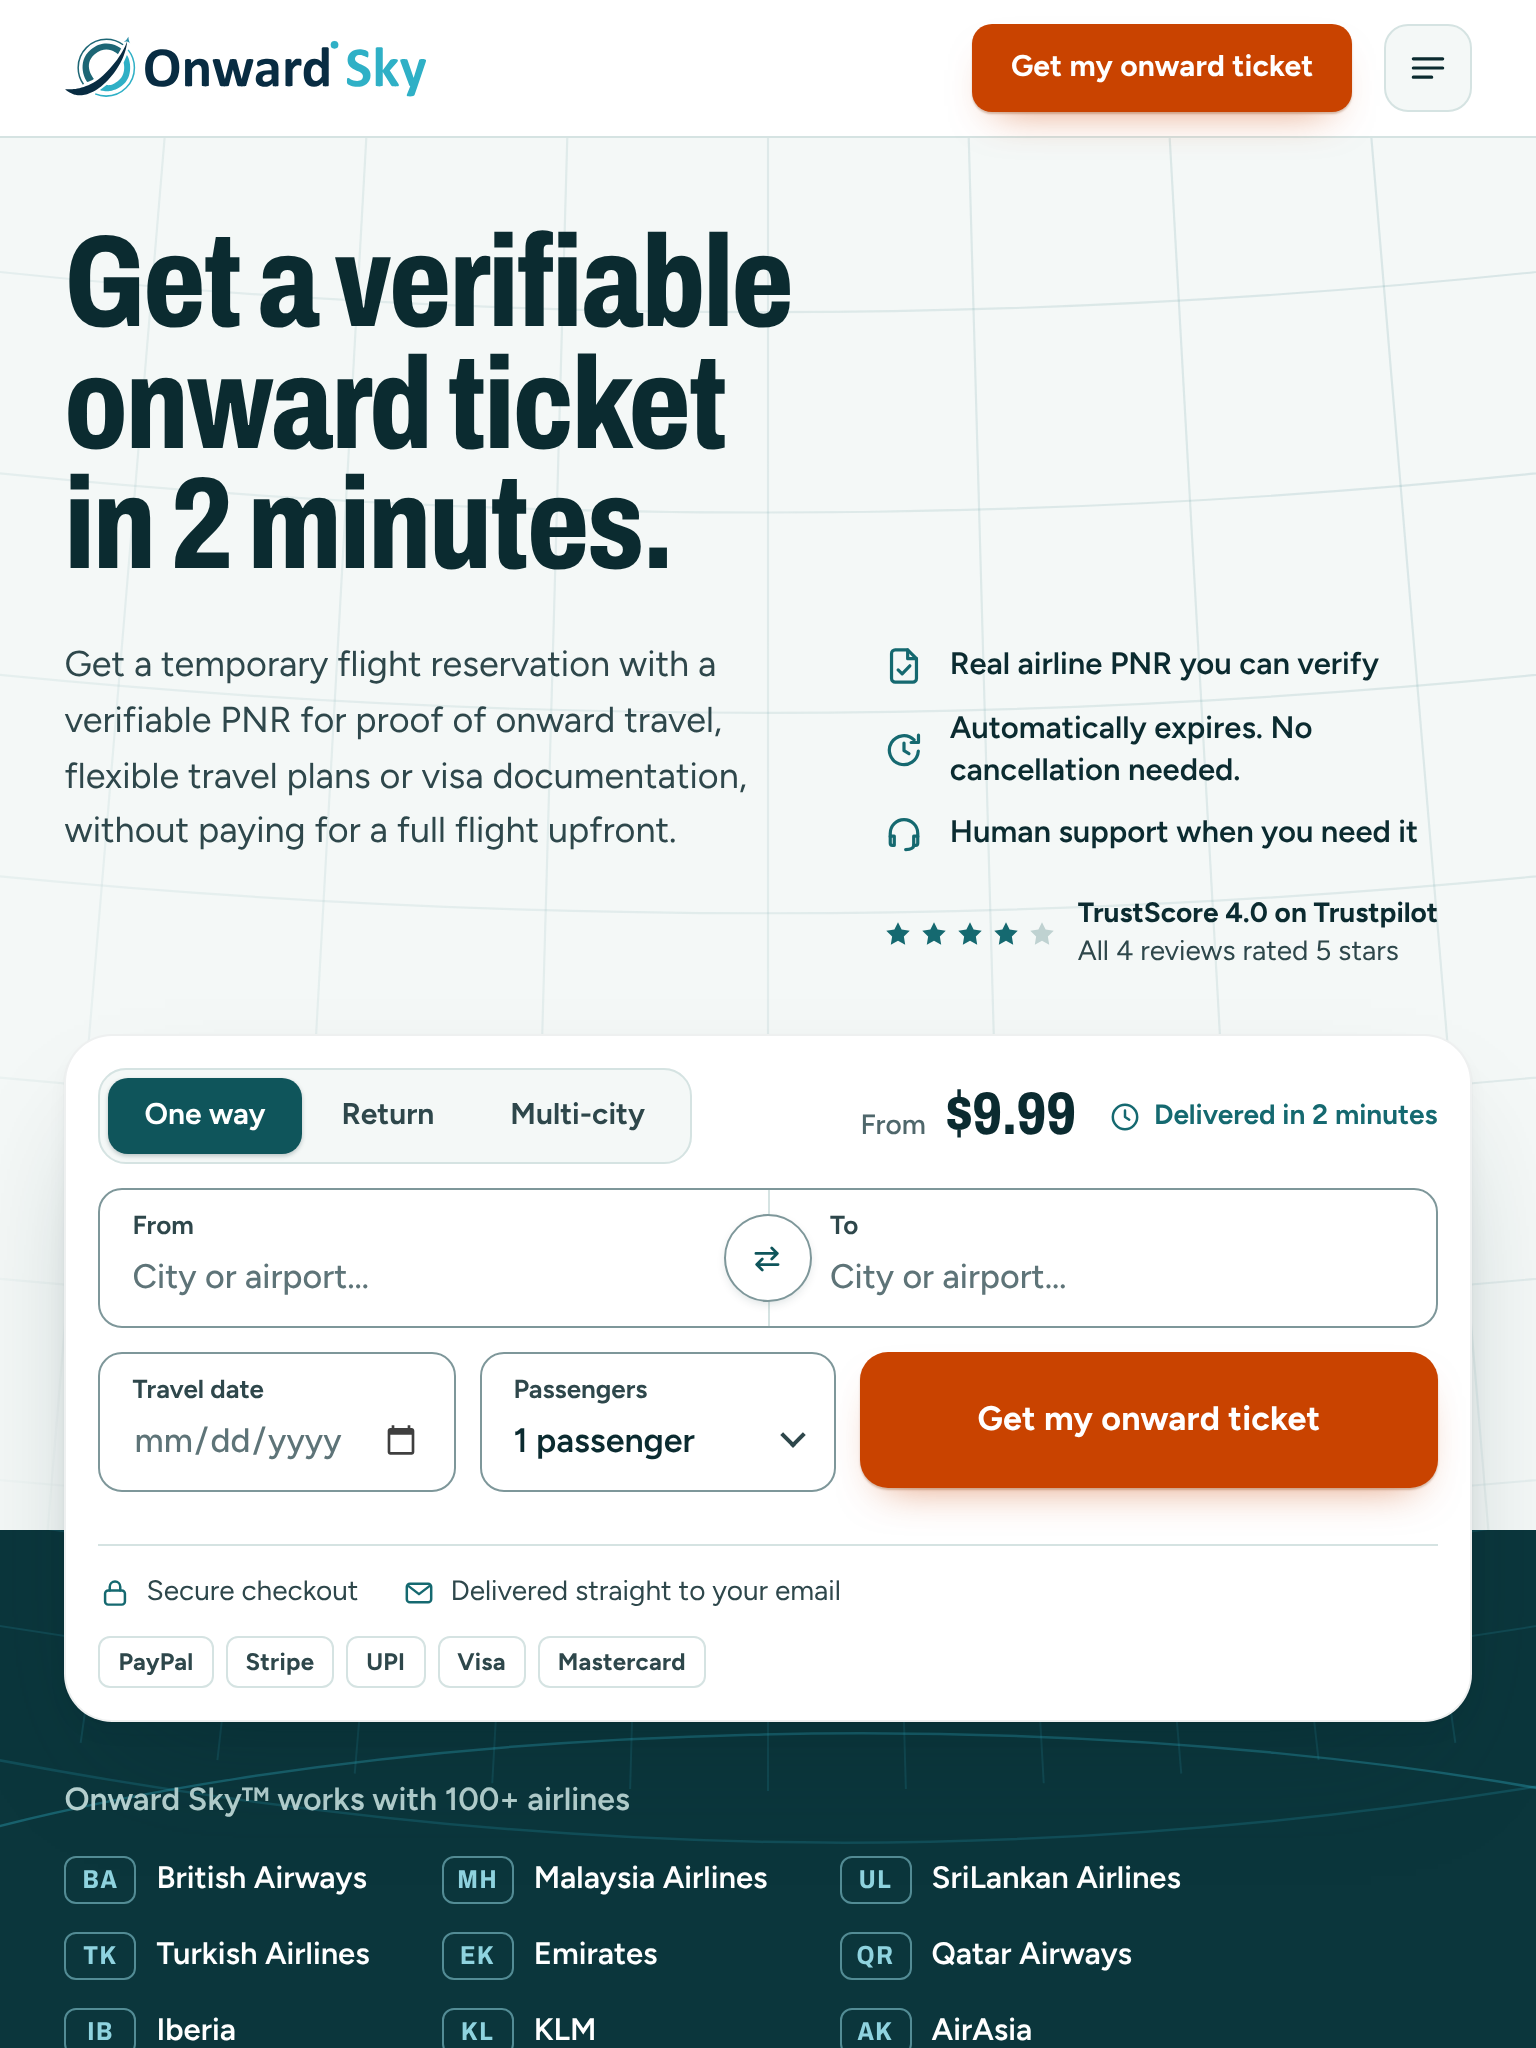 Onward Sky
Get my onward ticket
Get a verifiable
onward ticket
in 2 minutes.
Get a temporary flight reservation with a
verifiable PNR for proof of onward travel,
flexible travel plans or visa documentation,
without paying for a full flight upfront.
Real airline PNR you can verify
Automatically expires. No
cancellation needed.
Human support when you need it
TrustScore 4.0 on Trustpilot
All 4 reviews rated 5 stars
One way Return Multi-city
From $9.99 Delivered in 2 minutes
From To
City or airport... City or airport...
Travel date Passengers
mm/dd/yyyy 1 passenger Get my onward ticket
Secure checkout Delivered straight to your email
PayPal Stripe UPI Visa Mastercard
Onward Sky™ works with 100+ airlines
BA British Airways MH Malaysia Airlines UL SriLankan Airlines
TK Turkish Airlines EK Emirates QR Qatar Airways
IB Iberia KL KLM AK AirAsia